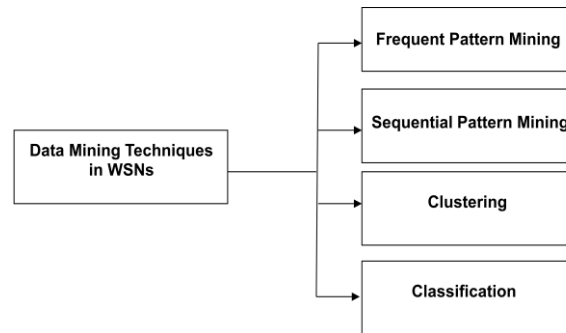 Frequent Pattern Mining
Sequential Pattern Mining
Data Mining Techniques
in WSNs
Clustering
Classification